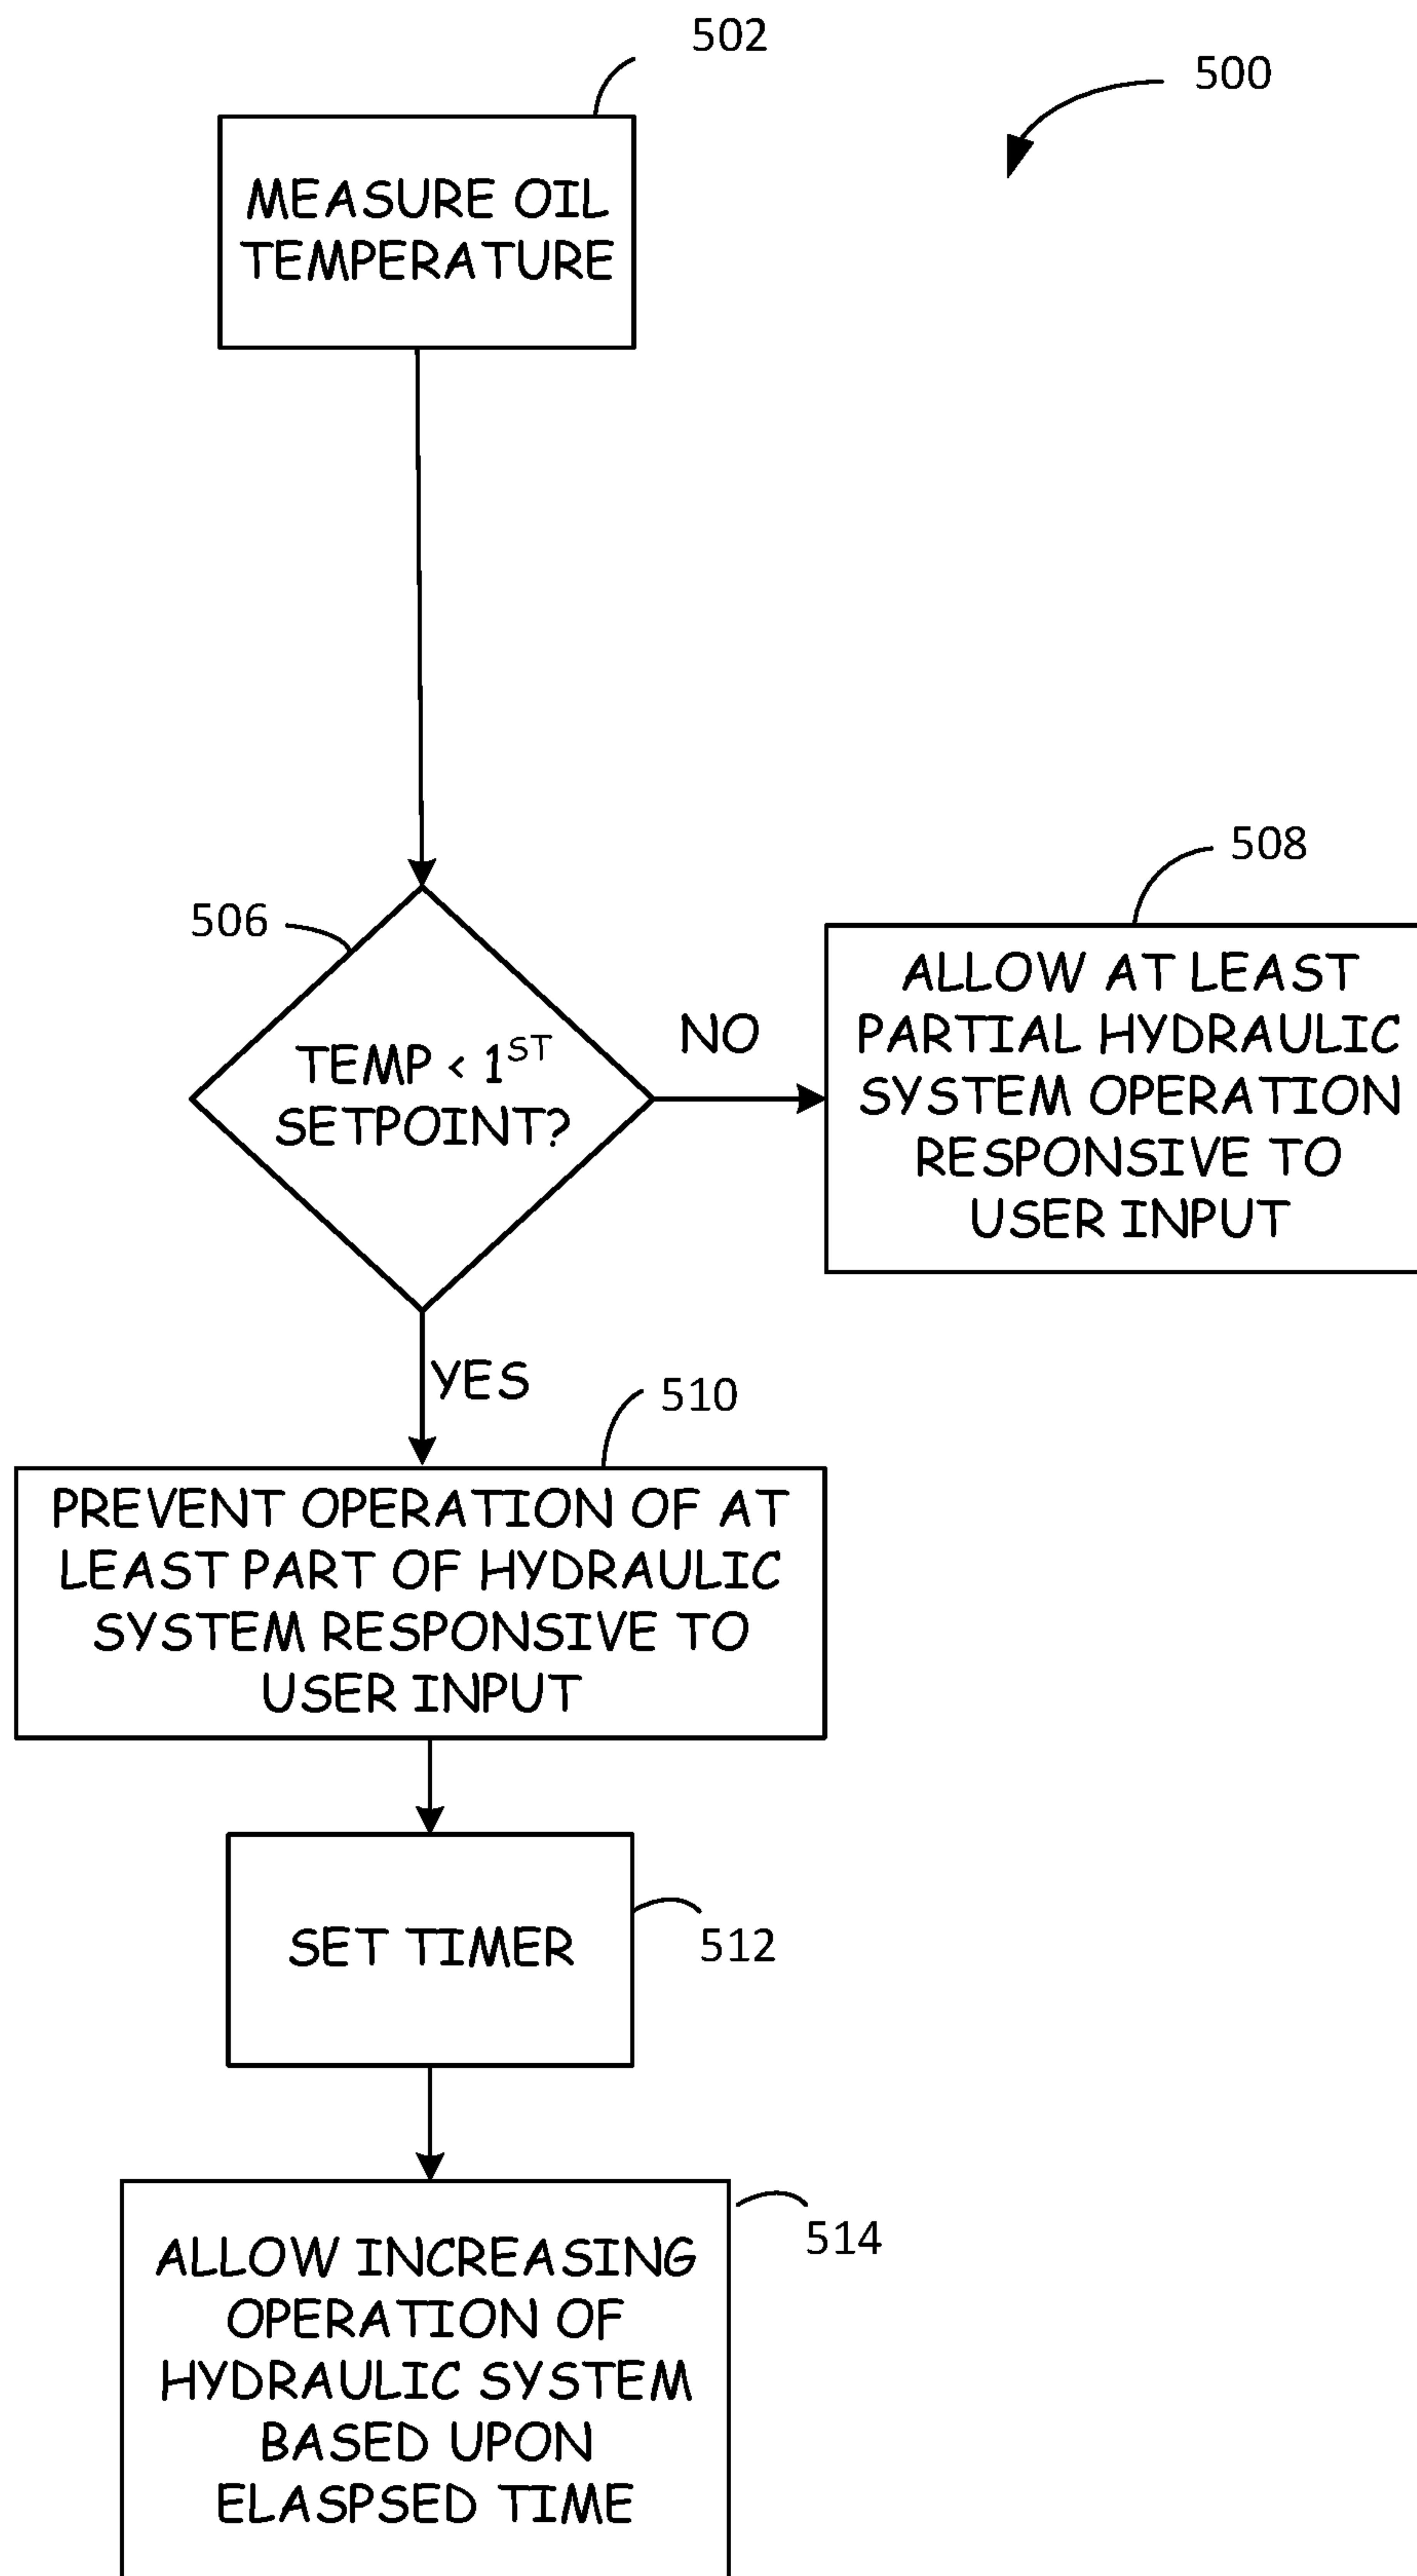 502
500
MEASURE OIL
TEMPERATURE
506
TEMP < 1ST
SETPOINT?
NO
508
ALLOW AT LEAST
PARTIAL HYDRAULIC
SYSTEM OPERATION
RESPONSIVE TO
USER INPUT
YES
510
PREVENT OPERATION OF AT
LEAST PART OF HYDRAULIC
SYSTEM RESPONSIVE TO
USER INPUT
SET TIMER
512
514
ALLOW INCREASING
OPERATION OF
HYDRAULIC SYSTEM
BASED UPON
ELASPSED TIME